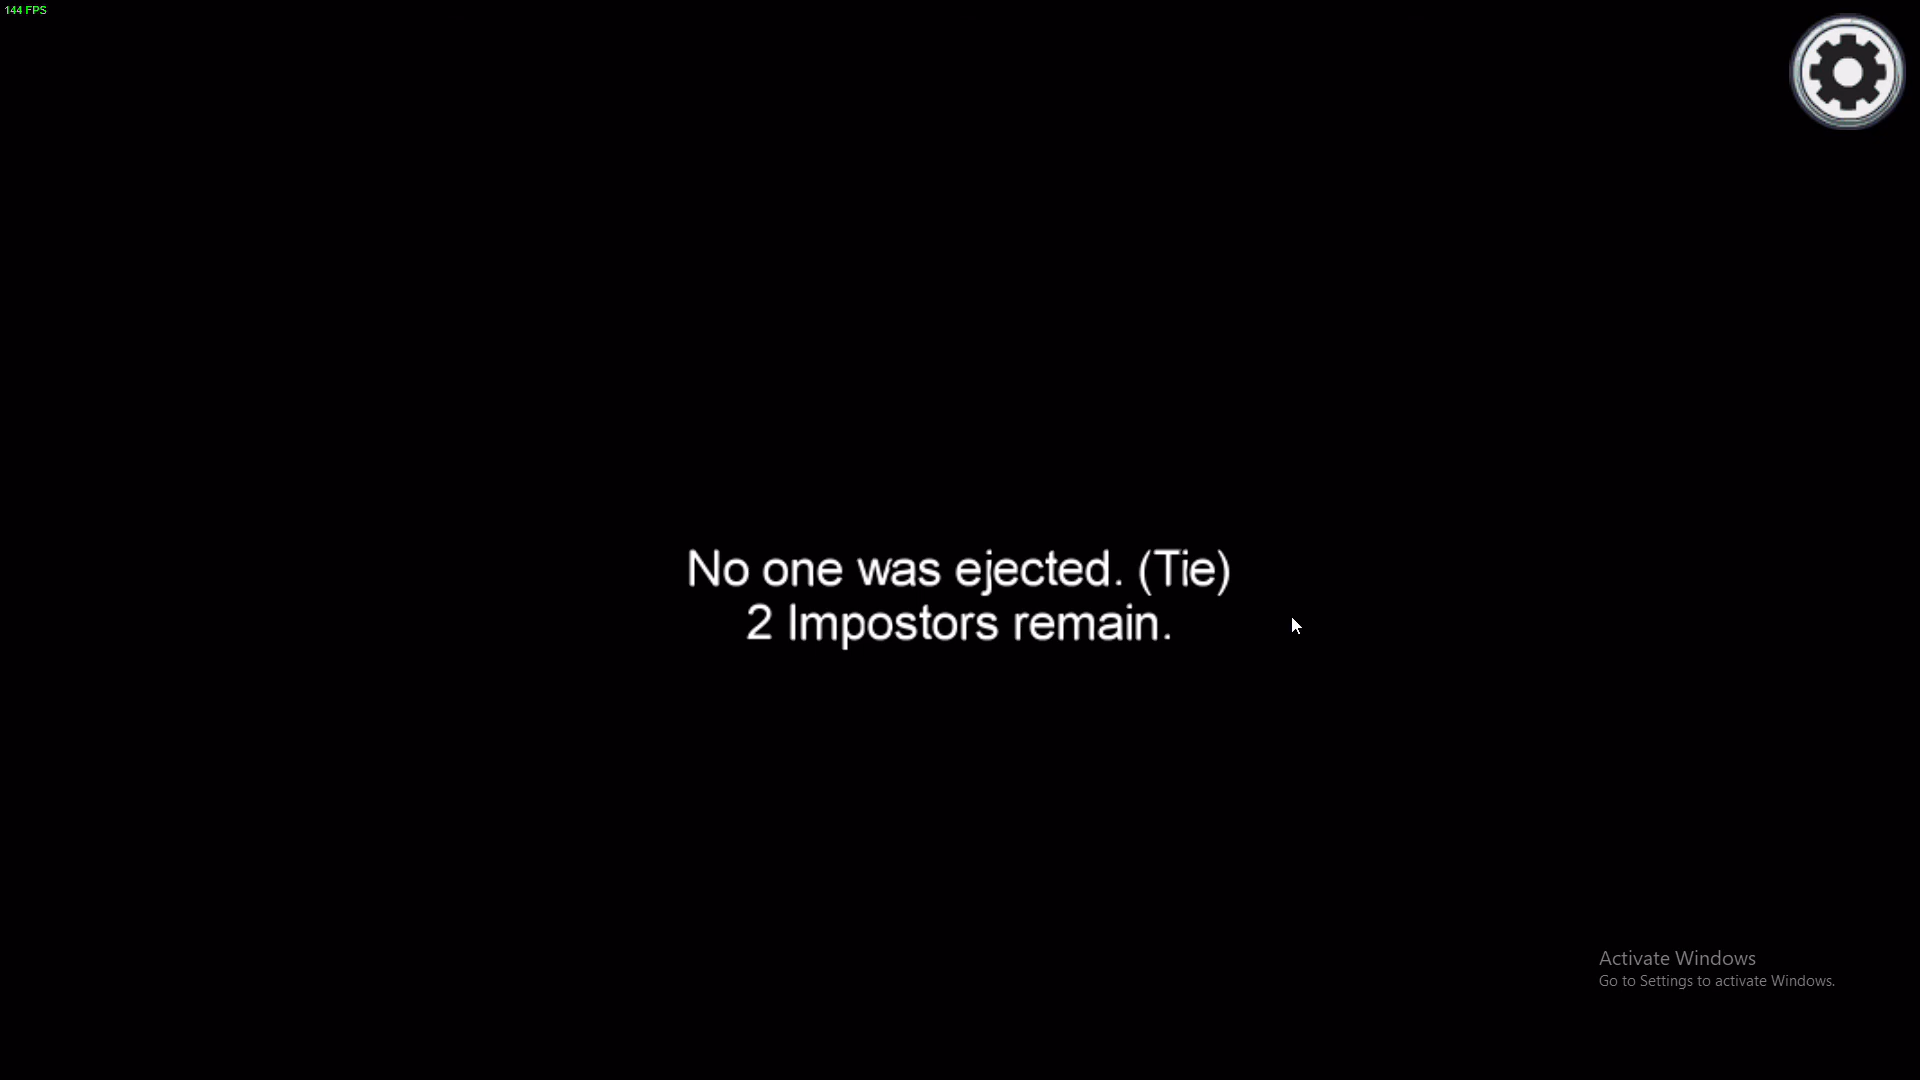 144 FPS
No one was ejected. (Tie)
2 Impostors remain.
Activate Windows
Go to Settings to activate Windows.